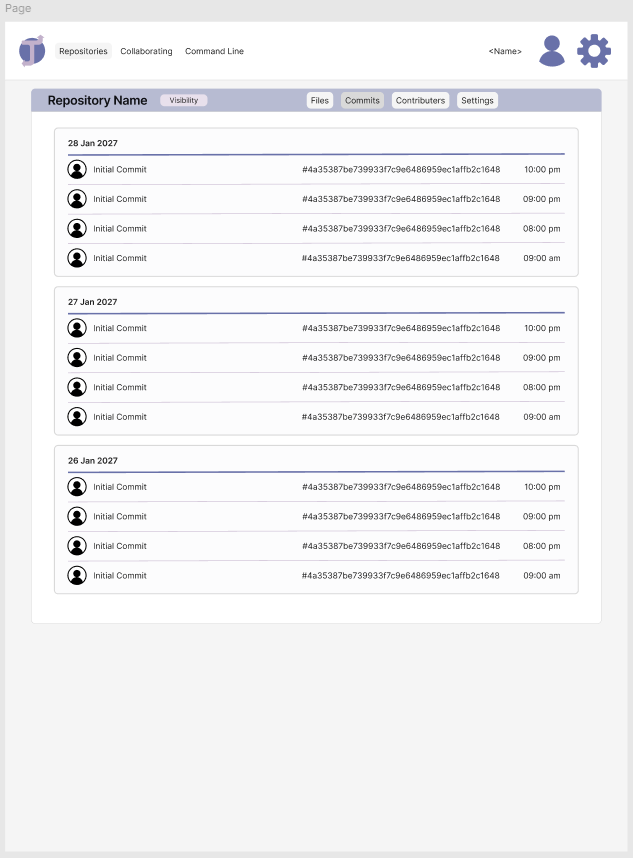 Page
Repositories Collaborating Command Line <Name>
Repository Name Visibility Files Commits Contributers Settings
28 Jan 2027
Initial Commit #4a35387be739933f7c9e6486959ec1affb2c1648 10:00 pm
Initial Commit #4a35387be739933f7c9e6486959ec1affb2c1648 09:00 pm
Initial Commit #4a35387be739933f7c9e6486959ec1affb2c1648 08:00 pm
Initial Commit #4a35387be739933f7c9e6486959ec1affb2c1648 09:00 am
27 Jan 2027
Initial Commit #4a35387be739933f7c9e6486959ec1affb2c1648 10:00 pm
Initial Commit #4a35387be739933f7c9e6486959ec1affb2c1648 09:00 pm
Initial Commit #4a35387be739933f7c9e6486959ec1affb2c1648 08:00 pm
Initial Commit #4a35387be739933f7c9e6486959ec1affb2c1648 09:00 am
26 Jan 2027
Initial Commit #4a35387be739933f7c9e6486959ec1affb2c1648 10:00 pm
Initial Commit #4a35387be739933f7c9e6486959ec1affb2c1648 09:00 pm
Initial Commit #4a35387be739933f7c9e6486959ec1affb2c1648 08:00 pm
Initial Commit #4a35387be739933f7c9e6486959ec1affb2c1648 09:00 am